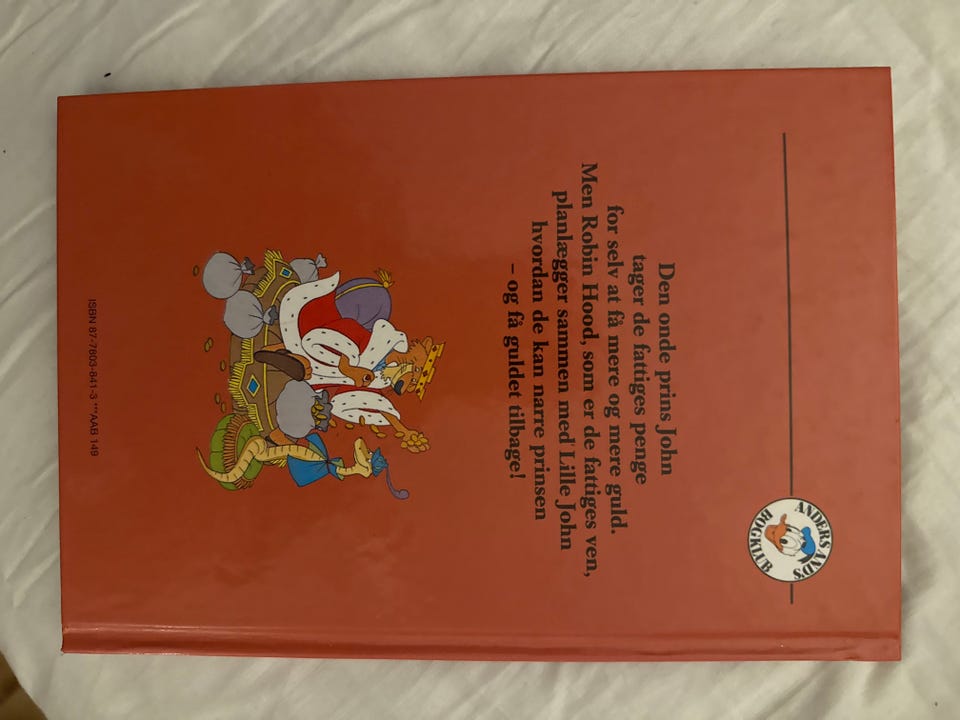 ANDERS AND'S
BOGKLUB
Den onde prins John
tager de fattiges penge
for selv at få mere og mere guld.
Men Robin Hood, som er de fattiges ven,
planlægger sammen med Lille John
hvordan de kan narre prinsen
– og få guldet tilbage!
ISBN 87-7803-841-3 ***AAB 149